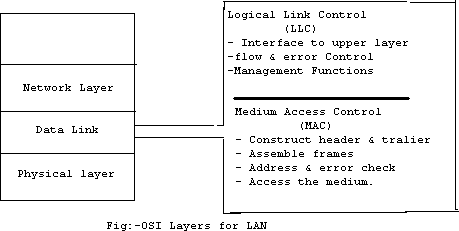 Logical Link Control
(LLC)
- Interface to upper layer
-flow & error Control
-Management Functions
Medium Access Control
(MAC)
- Construct header & tralier
- Assemble frames
- Address & error check
- Access the medium.
Network Layer
Data Link
Physical layer
Fig:-OSI Layers for LAN